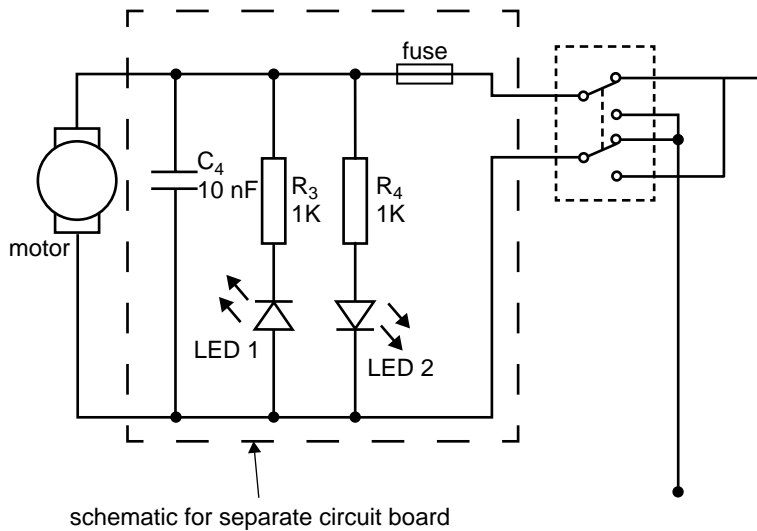 fuse
C4
10 nF
R3
1K
R4
1K
motor
LED 1
LED 2
schematic for separate circuit board